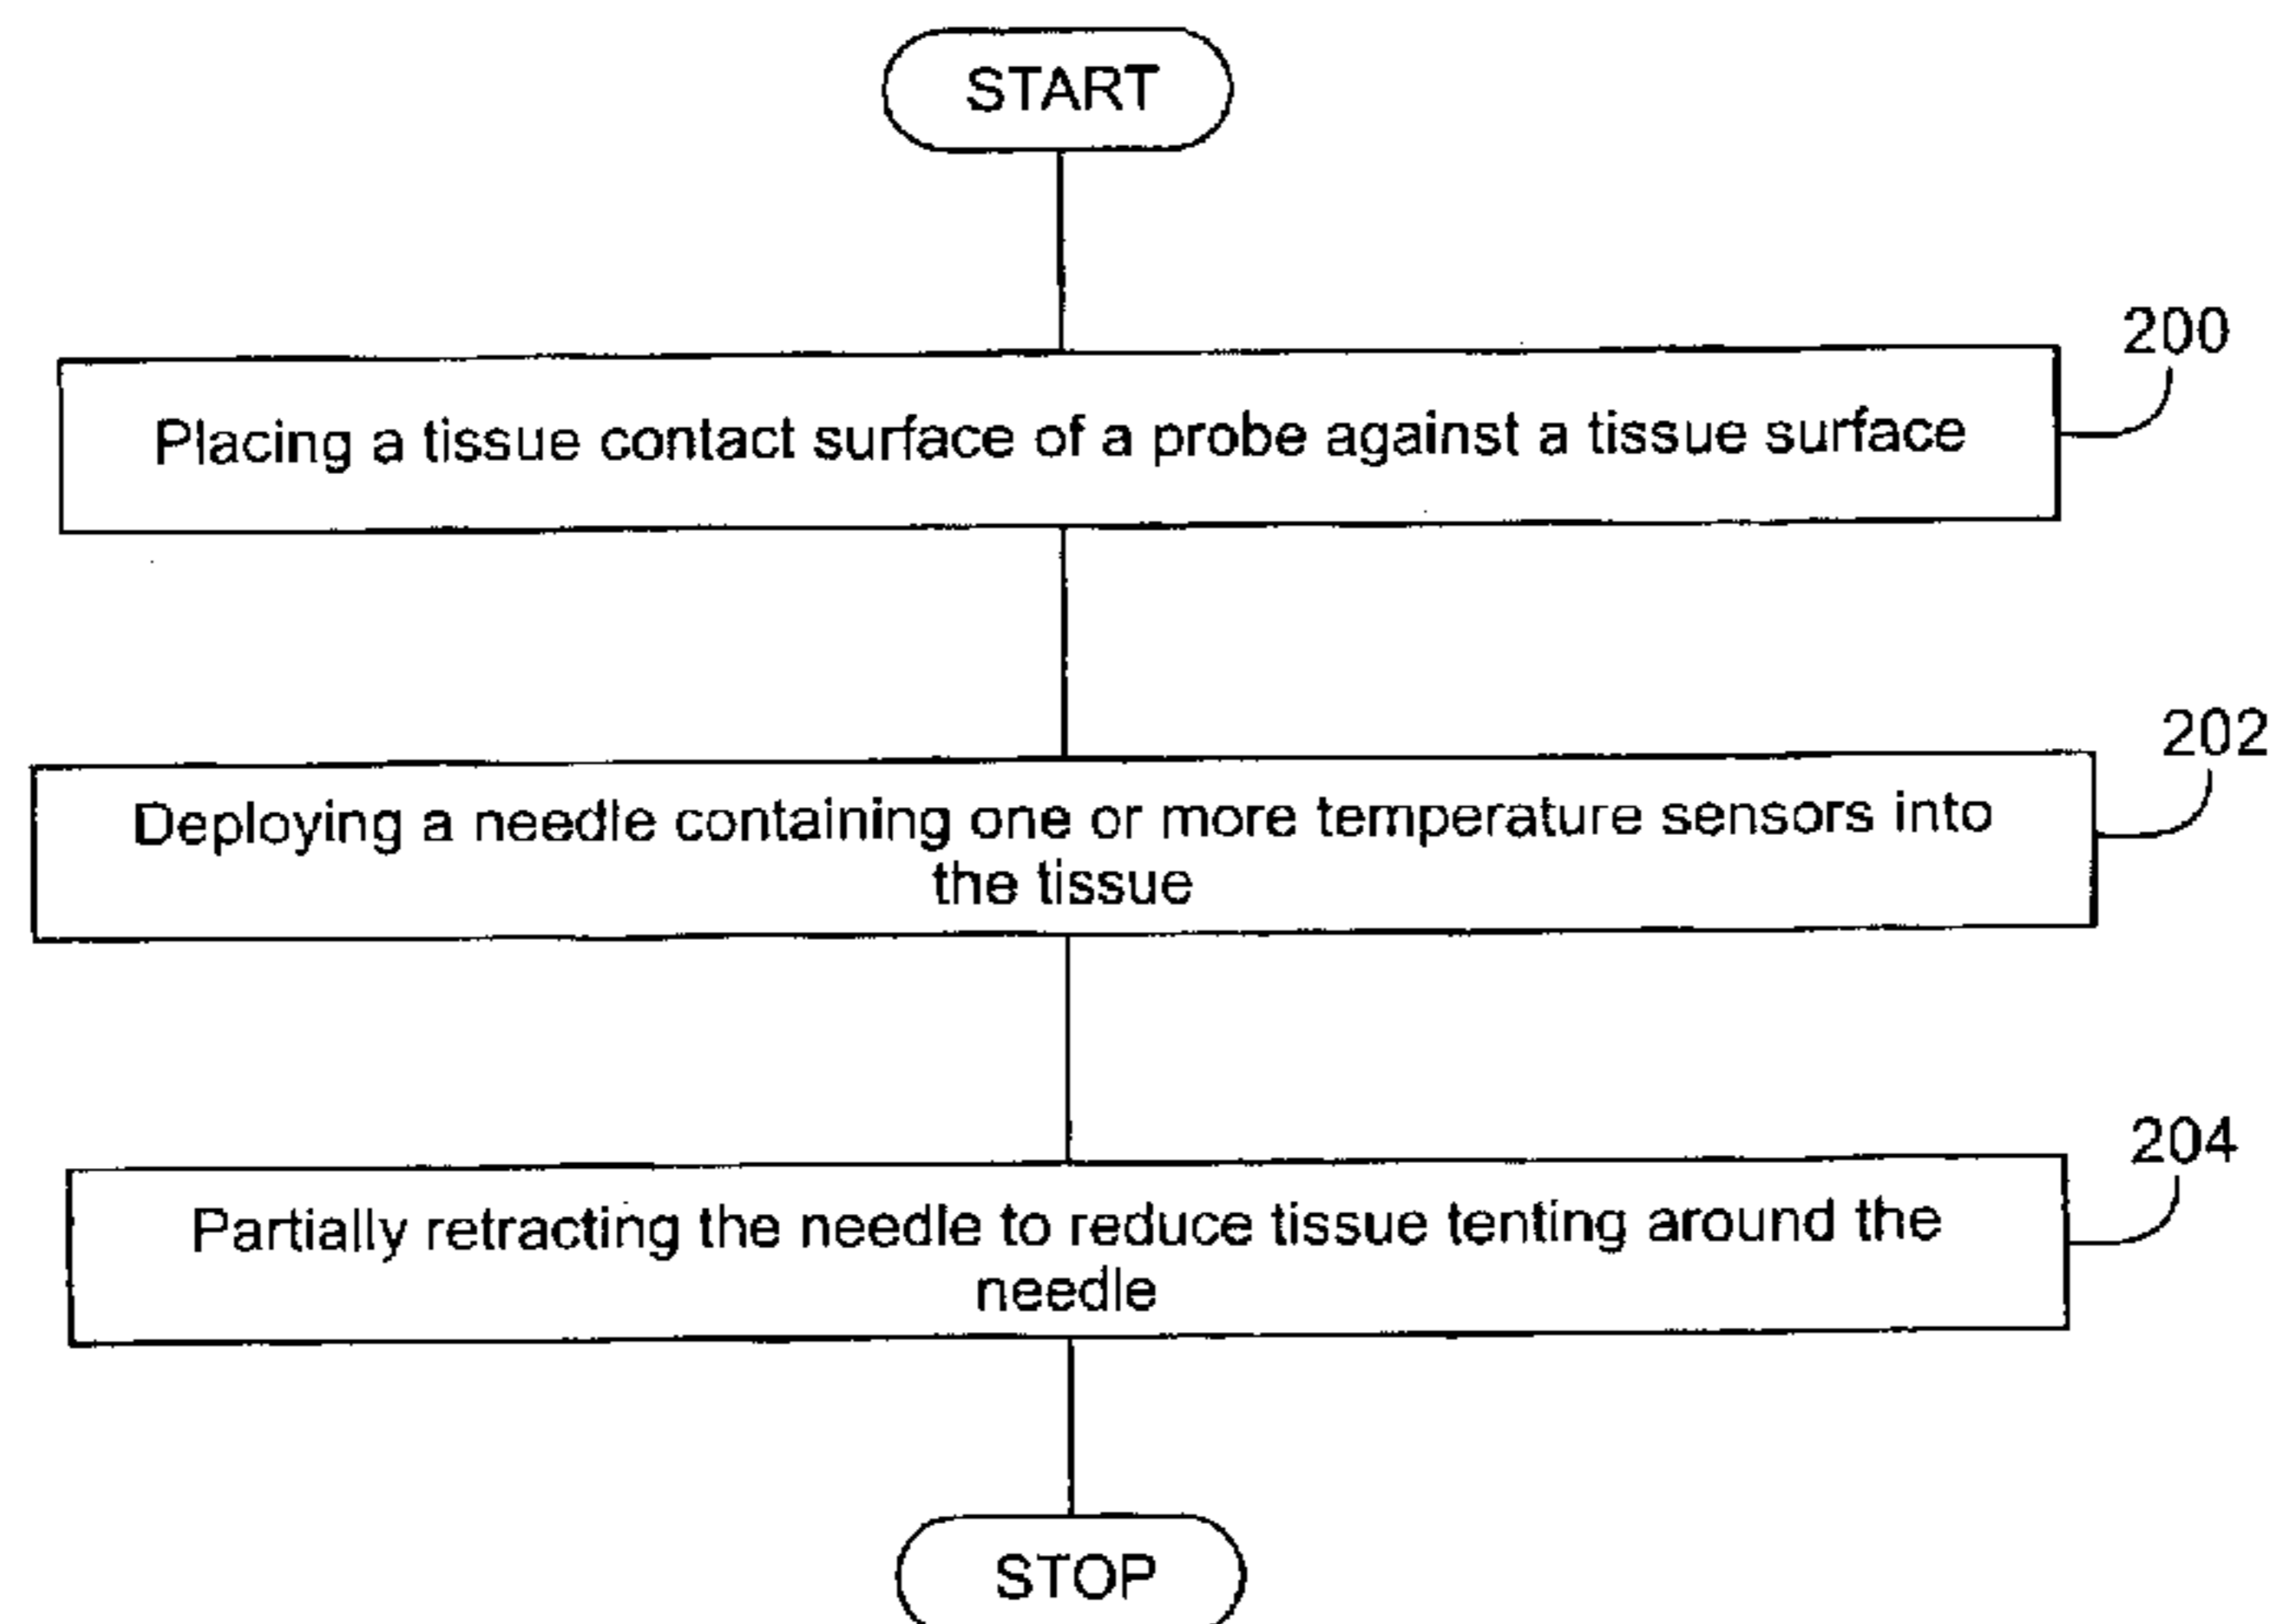 START
200
Placing a tissue contact surface of a probe against a tissue surface
202
Deploying a needle containing one or more temperature sensors into
the tissue
204
Partially retracting the needle to reduce tissue tenting around the
needle
STOP